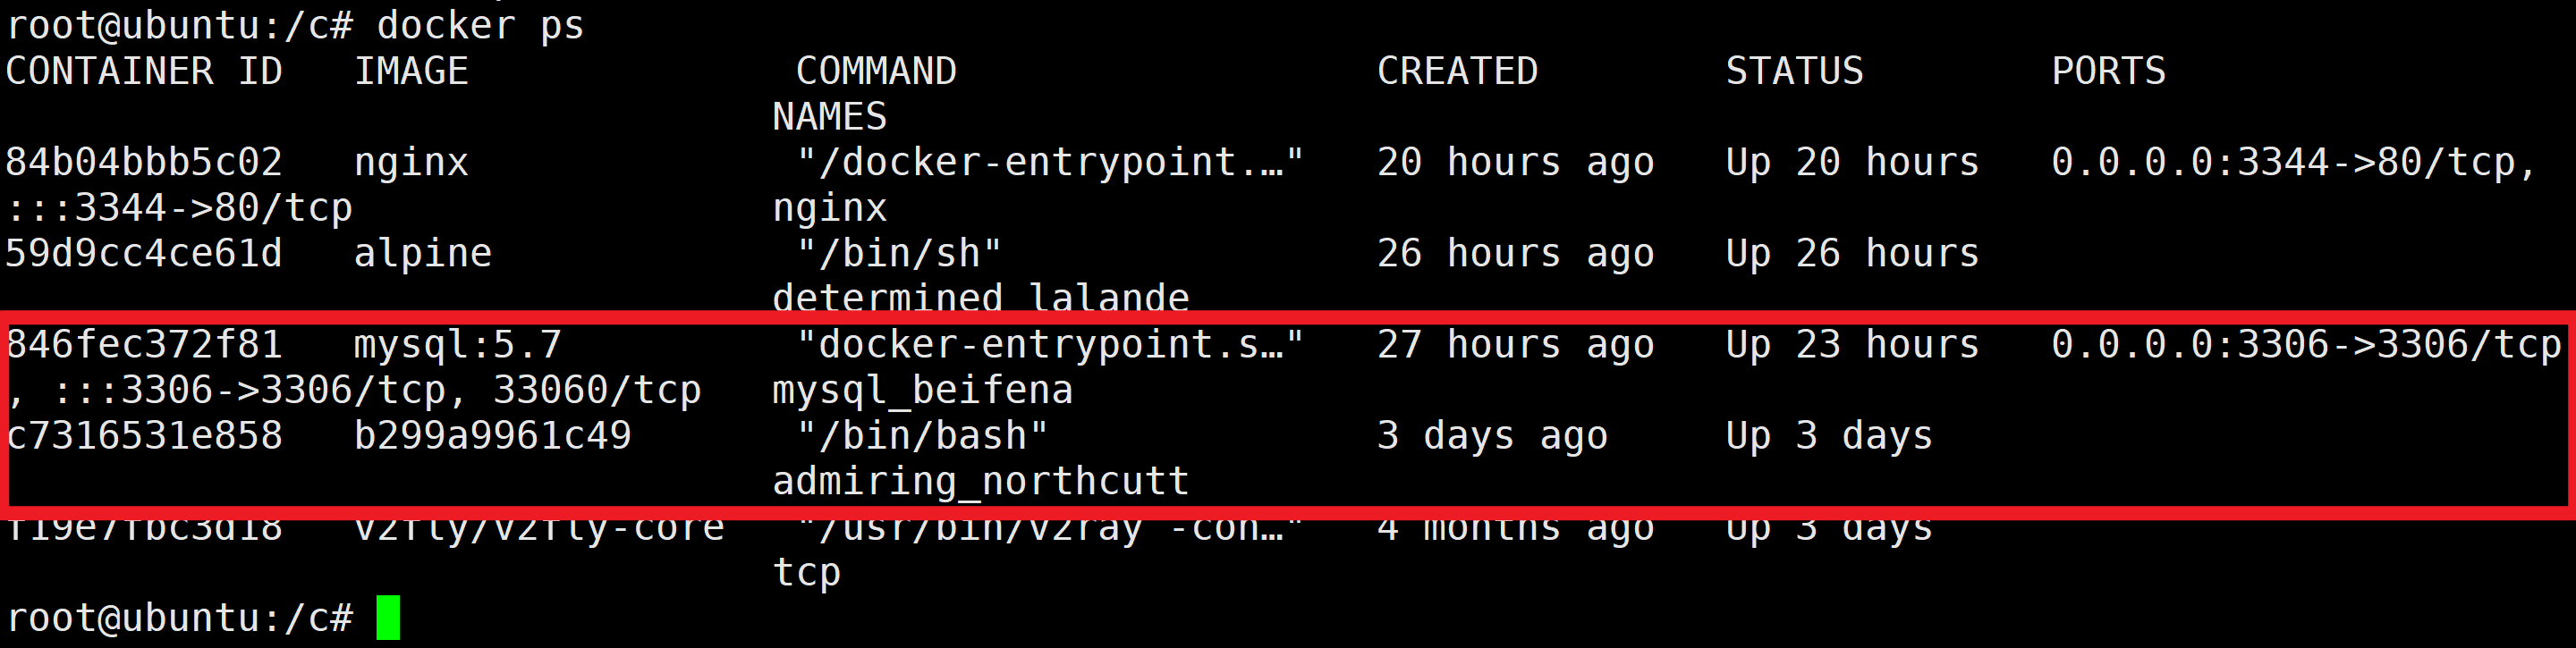 root@ubuntu:/c# docker ps
CONTAINER ID   IMAGE              COMMAND                  CREATED        STATUS        PORTS
                                 NAMES
84b04bbb5c02   nginx              "/docker-entrypoint.…"   20 hours ago   Up 20 hours   0.0.0.0:3344->80/tcp,
:::3344->80/tcp                  nginx
59d9cc4ce61d   alpine             "/bin/sh"                26 hours ago   Up 26 hours
                                 determined_lalande
846fec372f81   mysql:5.7          "docker-entrypoint.s…"   27 hours ago   Up 23 hours   0.0.0.0:3306->3306/tcp
, :::3306->3306/tcp, 33060/tcp   mysql_beifena
c7316531e858   b299a9961c49       "/bin/bash"              3 days ago     Up 3 days
                                 admiring_northcutt
f19e7fbc3d18   v2fly/v2fly-core   "/usr/bin/v2ray -con…"   4 months ago   Up 3 days
                                 tcp
root@ubuntu:/c#